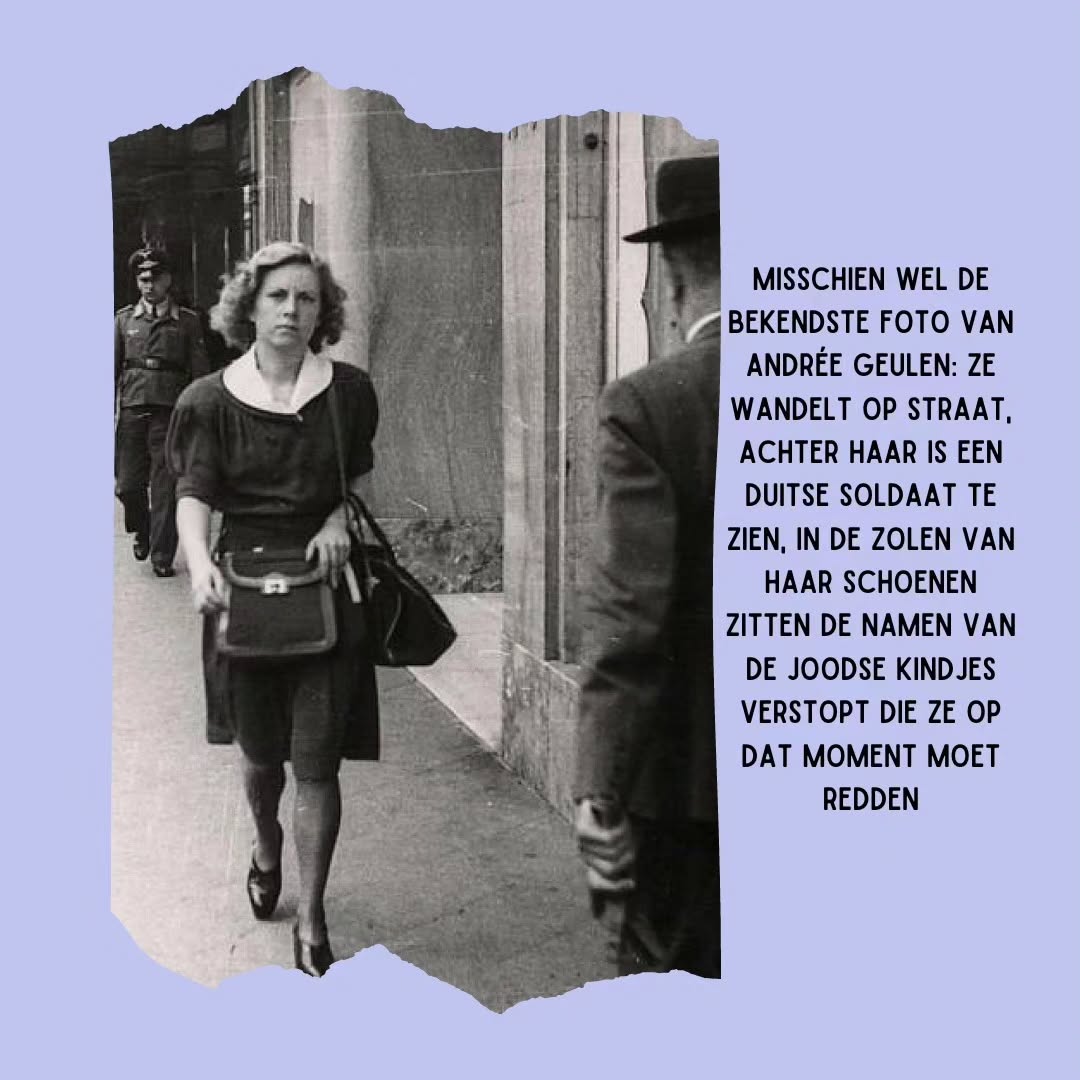 MISSCHIEN WEL DE
BEKENDSTE FOTO VAN
ANDRÉE GEULEN: ZE
WANDELT OP STRAAT,
ACHTER HAAR IS EEN
DUITSE SOLDAAT TE
ZIEN, IN DE ZOLEN VAN
HAAR SCHOENEN
ZITTEN DE NAMEN VAN
DE JOODSE KINDJES
VERSTOPT DIE ZE OP
DAT MOMENT MOET
REDDEN